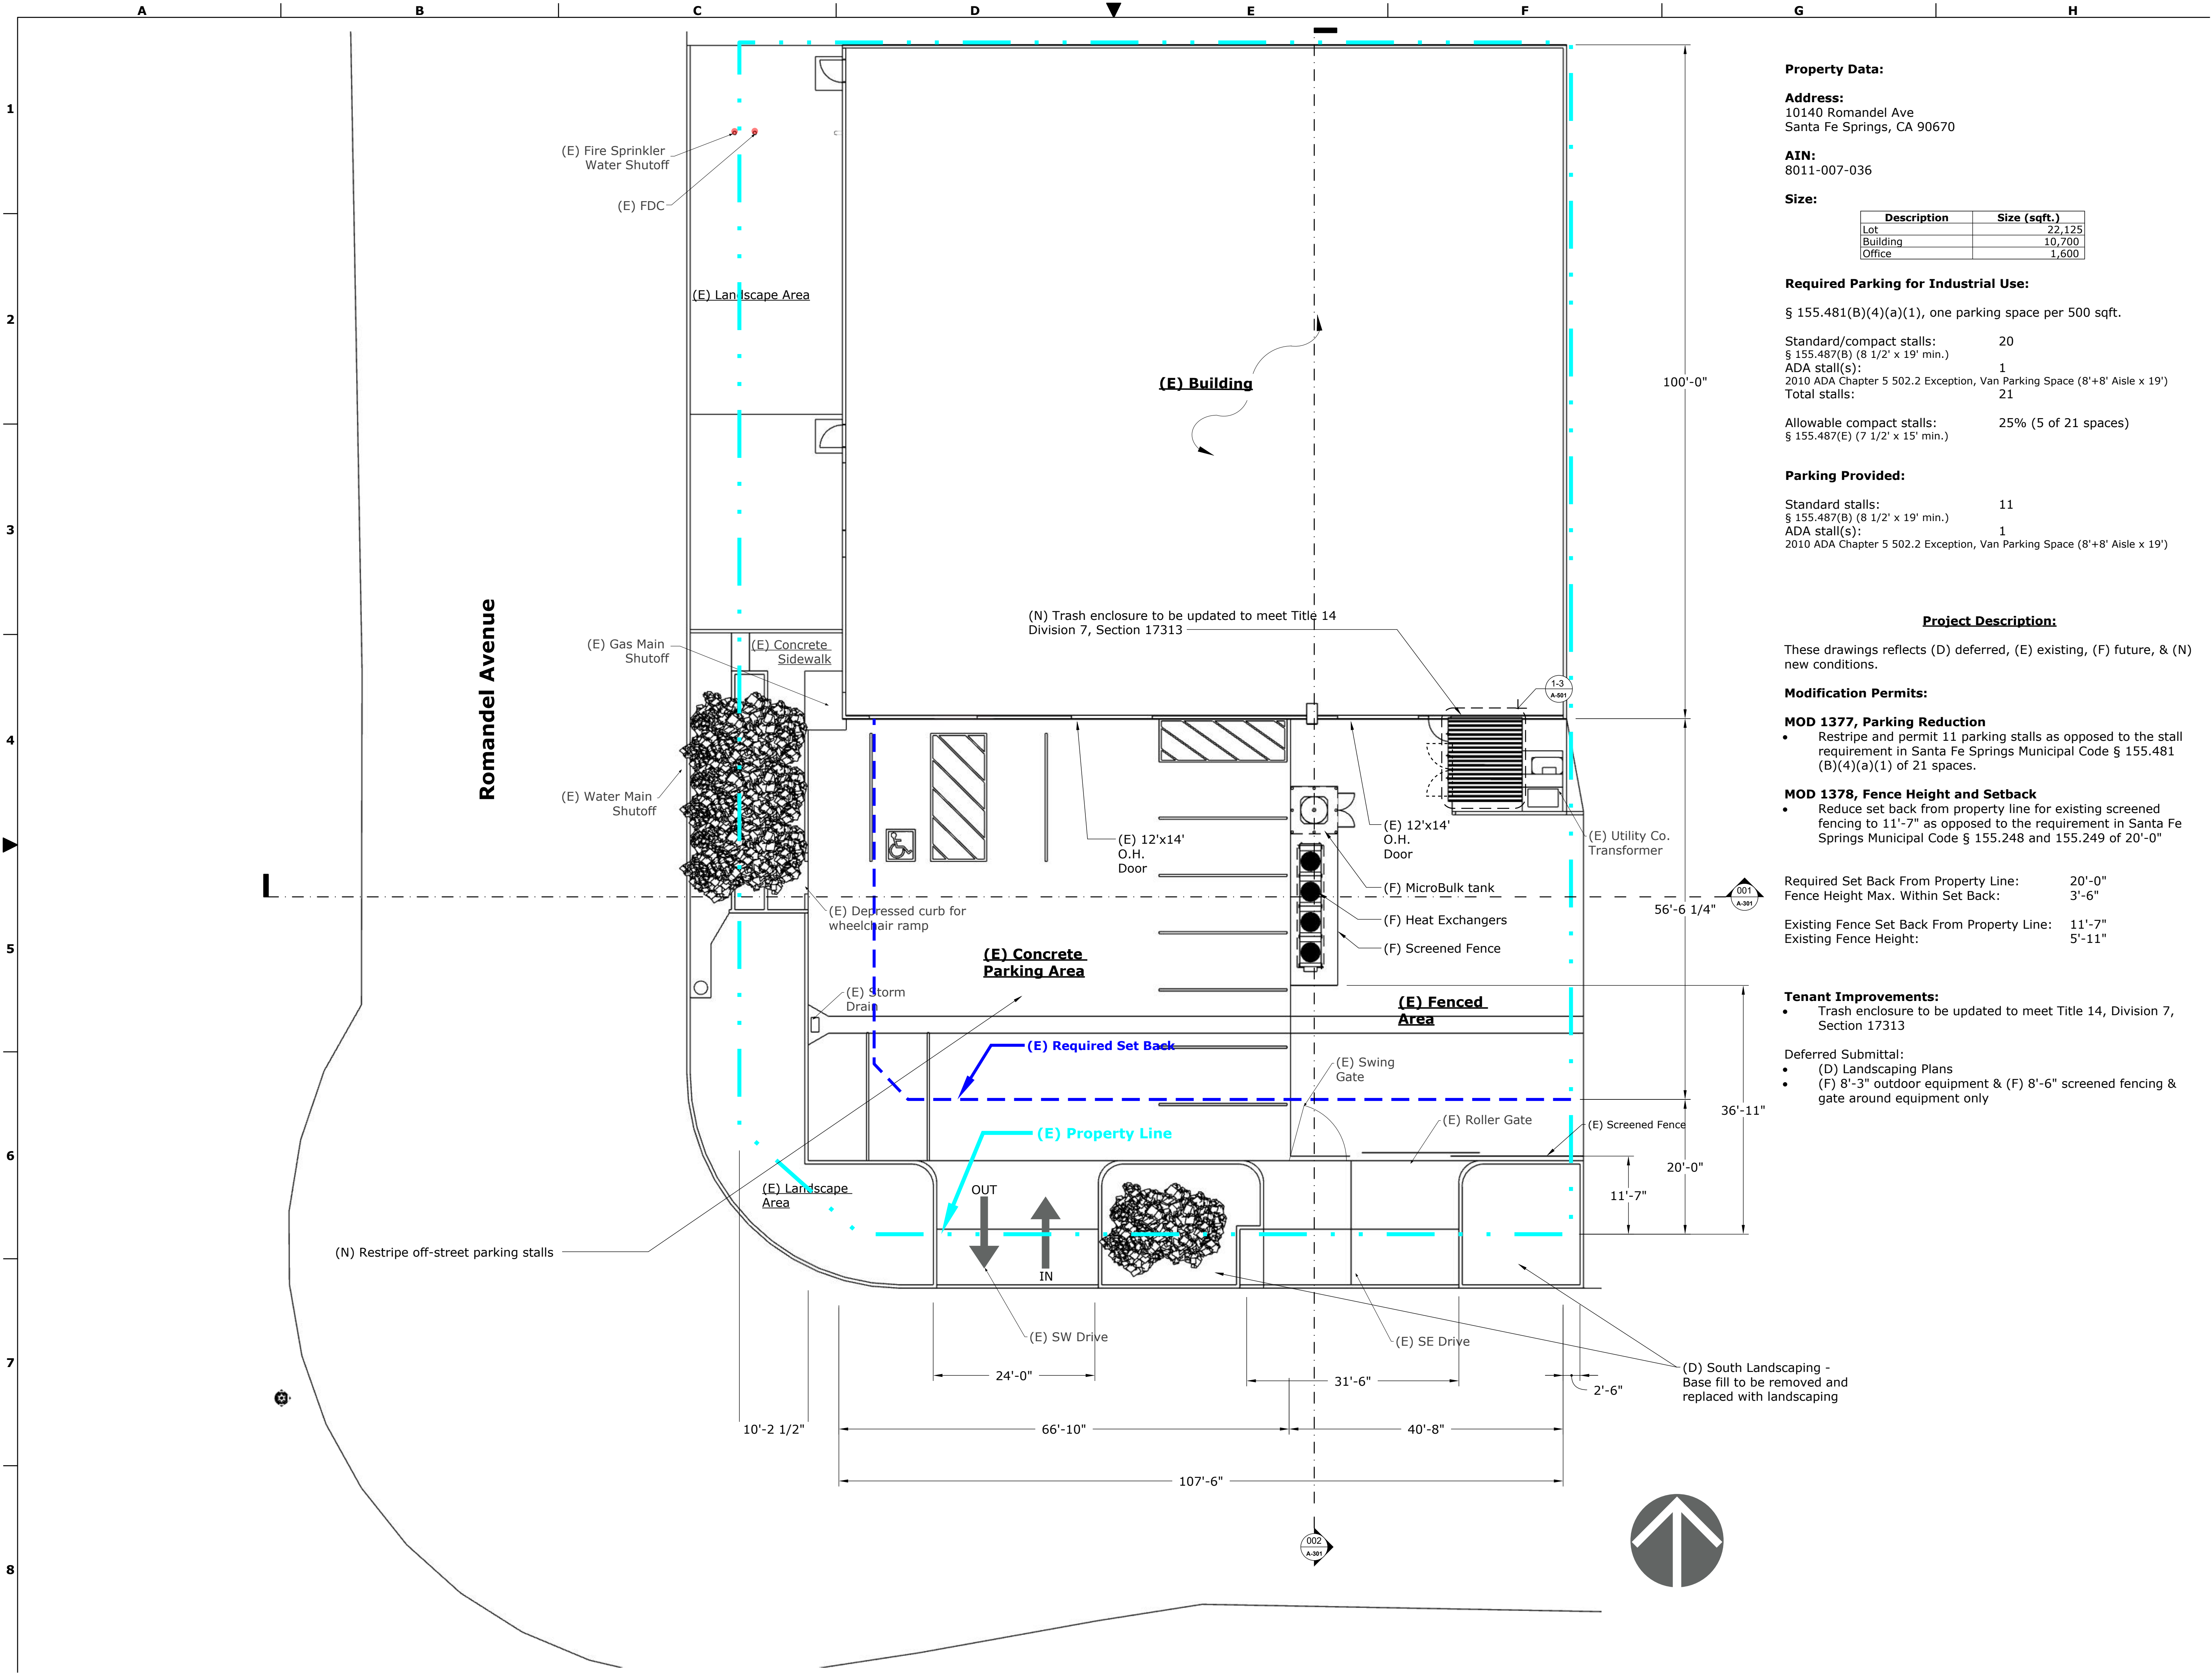 A B C D E F G H
1
2
3
4
5
6
7
8
(E) Fire Sprinkler
Water Shutoff
(E) FDC
(E) Landscape Area
(E) Building
100'-0"
(N) Trash enclosure to be updated to meet Title 14
Division 7, Section 17313
(E) Gas Main
Shutoff
(E) Concrete
Sidewalk
Romandel Avenue
1-3
A-501
(E) Water Main
Shutoff
(E) 12'x14'
O.H.
Door
(E) 12'x14'
O.H.
Door
(E) Utility Co.
Transformer
(F) MicroBulk tank
(F) Heat Exchangers
(F) Screened Fence
001
A-301
56'-6 1/4"
(E) Depressed curb for
wheelchair ramp
(E) Concrete
Parking Area
(E) Storm
Drain
(E) Fenced
Area
(E) Required Set Back
(E) Swing
Gate
36'-11"
(E) Property Line
(E) Roller Gate
(E) Screened Fence
20'-0"
11'-7"
(E) Landscape
Area
OUT
IN
(N) Restripe off-street parking stalls
(E) SW Drive
(E) SE Drive
(D) South Landscaping -
Base fill to be removed and
replaced with landscaping
24'-0"
31'-6"
2'-6"
10'-2 1/2"
66'-10"
40'-8"
107'-6"
002
A-301
Property Data:
Address:
10140 Romandel Ave
Santa Fe Springs, CA 90670
AIN:
8011-007-036
Size:
Description Size (sqft.)
Lot 22,125
Building 10,700
Office 1,600
Required Parking for Industrial Use:
§ 155.481(B)(4)(a)(1), one parking space per 500 sqft.
Standard/compact stalls: 20
§ 155.487(B) (8 1/2' x 19' min.)
ADA stall(s): 1
2010 ADA Chapter 5 502.2 Exception, Van Parking Space (8'+8' Aisle x 19')
Total stalls: 21
Allowable compact stalls: 25% (5 of 21 spaces)
§ 155.487(E) (7 1/2' x 15' min.)
Parking Provided:
Standard stalls: 11
§ 155.487(B) (8 1/2' x 19' min.)
ADA stall(s): 1
2010 ADA Chapter 5 502.2 Exception, Van Parking Space (8'+8' Aisle x 19')
Project Description:
These drawings reflects (D) deferred, (E) existing, (F) future, & (N)
new conditions.
Modification Permits:
MOD 1377, Parking Reduction
• Restripe and permit 11 parking stalls as opposed to the stall
requirement in Santa Fe Springs Municipal Code § 155.481
(B)(4)(a)(1) of 21 spaces.
MOD 1378, Fence Height and Setback
• Reduce set back from property line for existing screened
fencing to 11'-7" as opposed to the requirement in Santa Fe
Springs Municipal Code § 155.248 and 155.249 of 20'-0"
Required Set Back From Property Line: 20'-0"
Fence Height Max. Within Set Back: 3'-6"
Existing Fence Set Back From Property Line: 11'-7"
Existing Fence Height: 5'-11"
Tenant Improvements:
• Trash enclosure to be updated to meet Title 14, Division 7,
Section 17313
Deferred Submittal:
• (D) Landscaping Plans
• (F) 8'-3" outdoor equipment & (F) 8'-6" screened fencing &
gate around equipment only